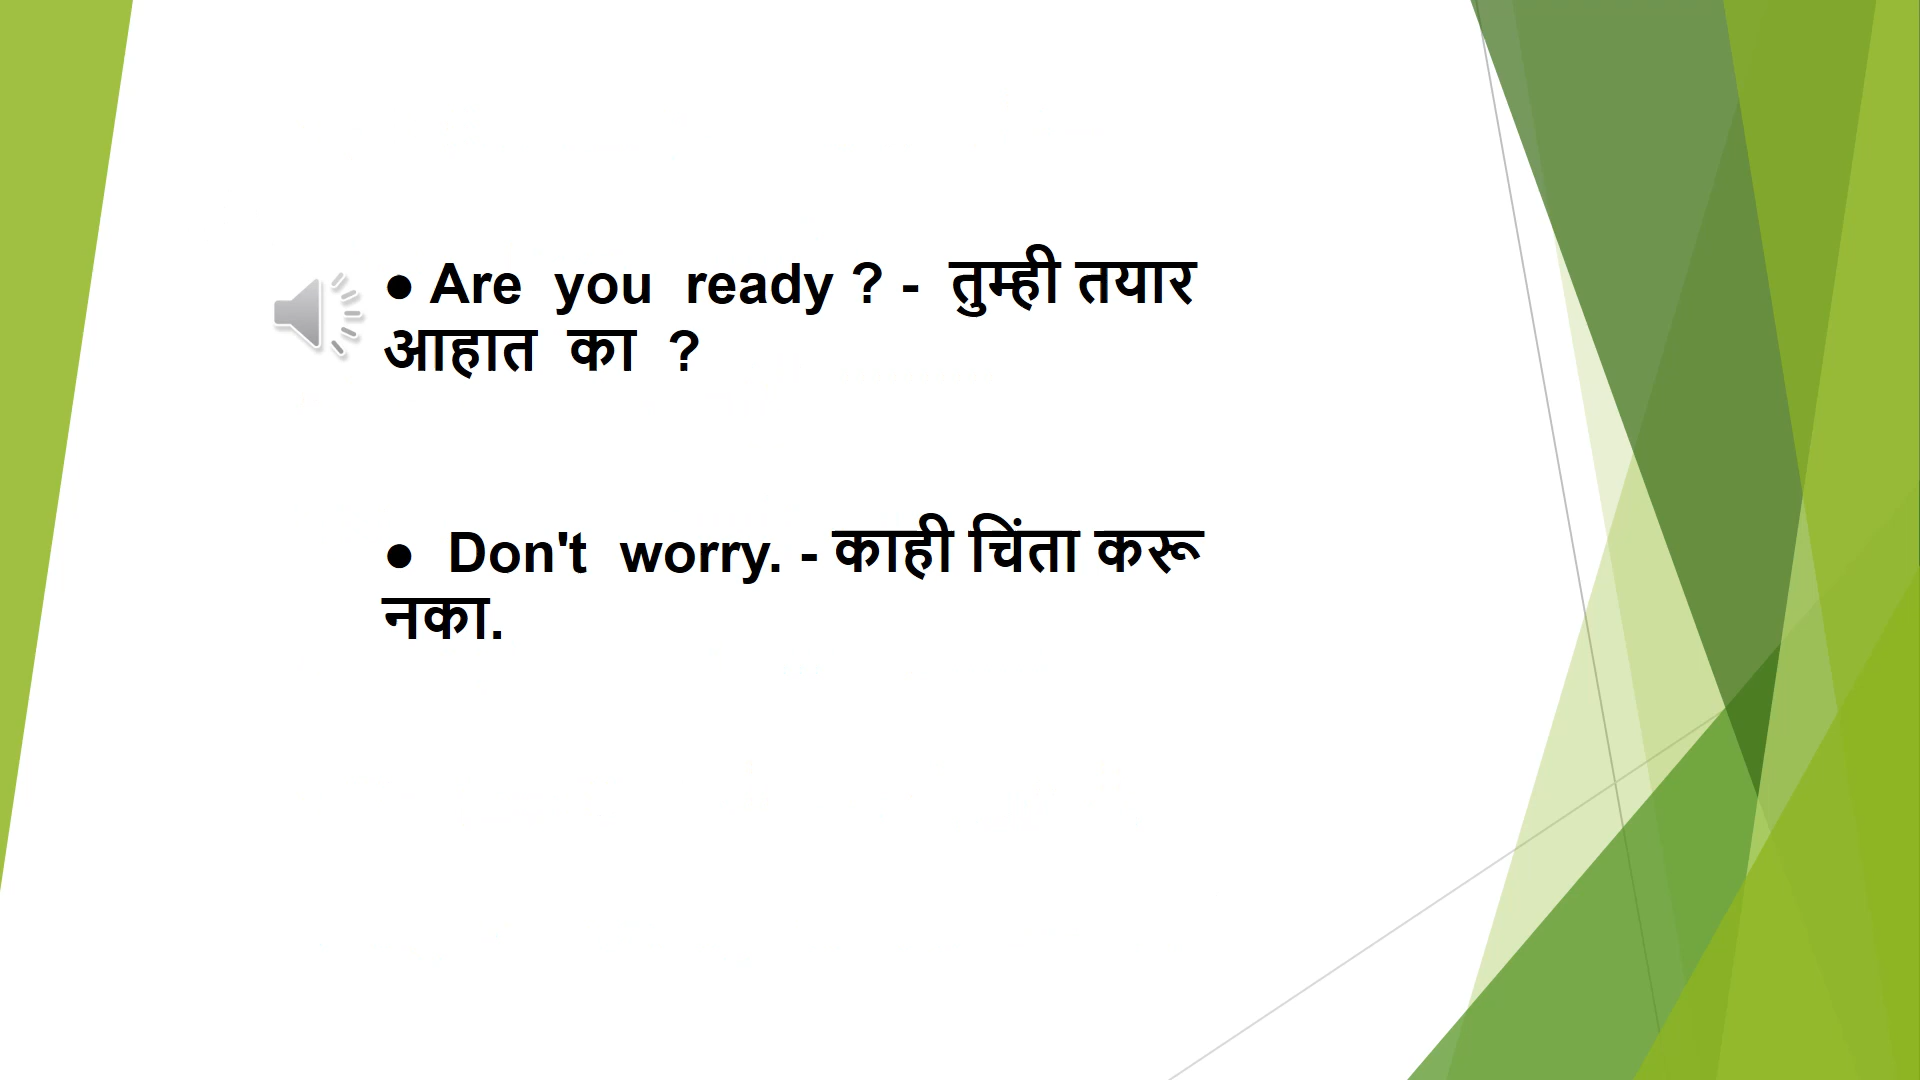 ● Are you ready ? - तुम्ही तयार
आहात का ?
● Don't worry. - काही चिंता करू
नका.